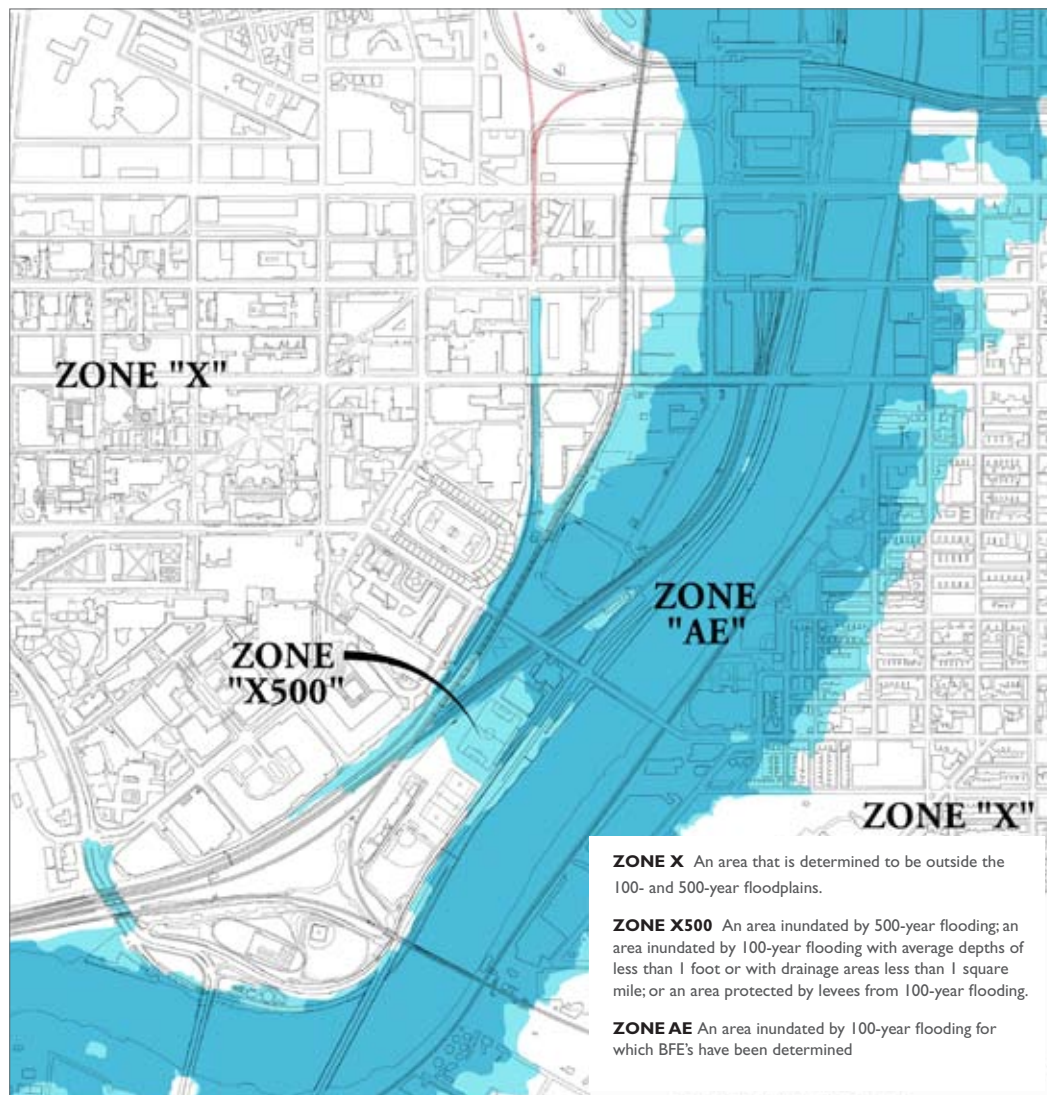 ZONE "X"
ZONE
"AE"
ZONE
"X500"
ZONE "X"
ZONE X An area that is determined to be outside the
100- and 500-year floodplains.
ZONE X500 An area inundated by 500-year flooding; an
area inundated by 100-year flooding with average depths of
less than 1 foot or with drainage areas less than 1 square
mile; or an area protected by levees from 100-year flooding.
ZONE AE An area inundated by 100-year flooding for
which BFE's have been determined